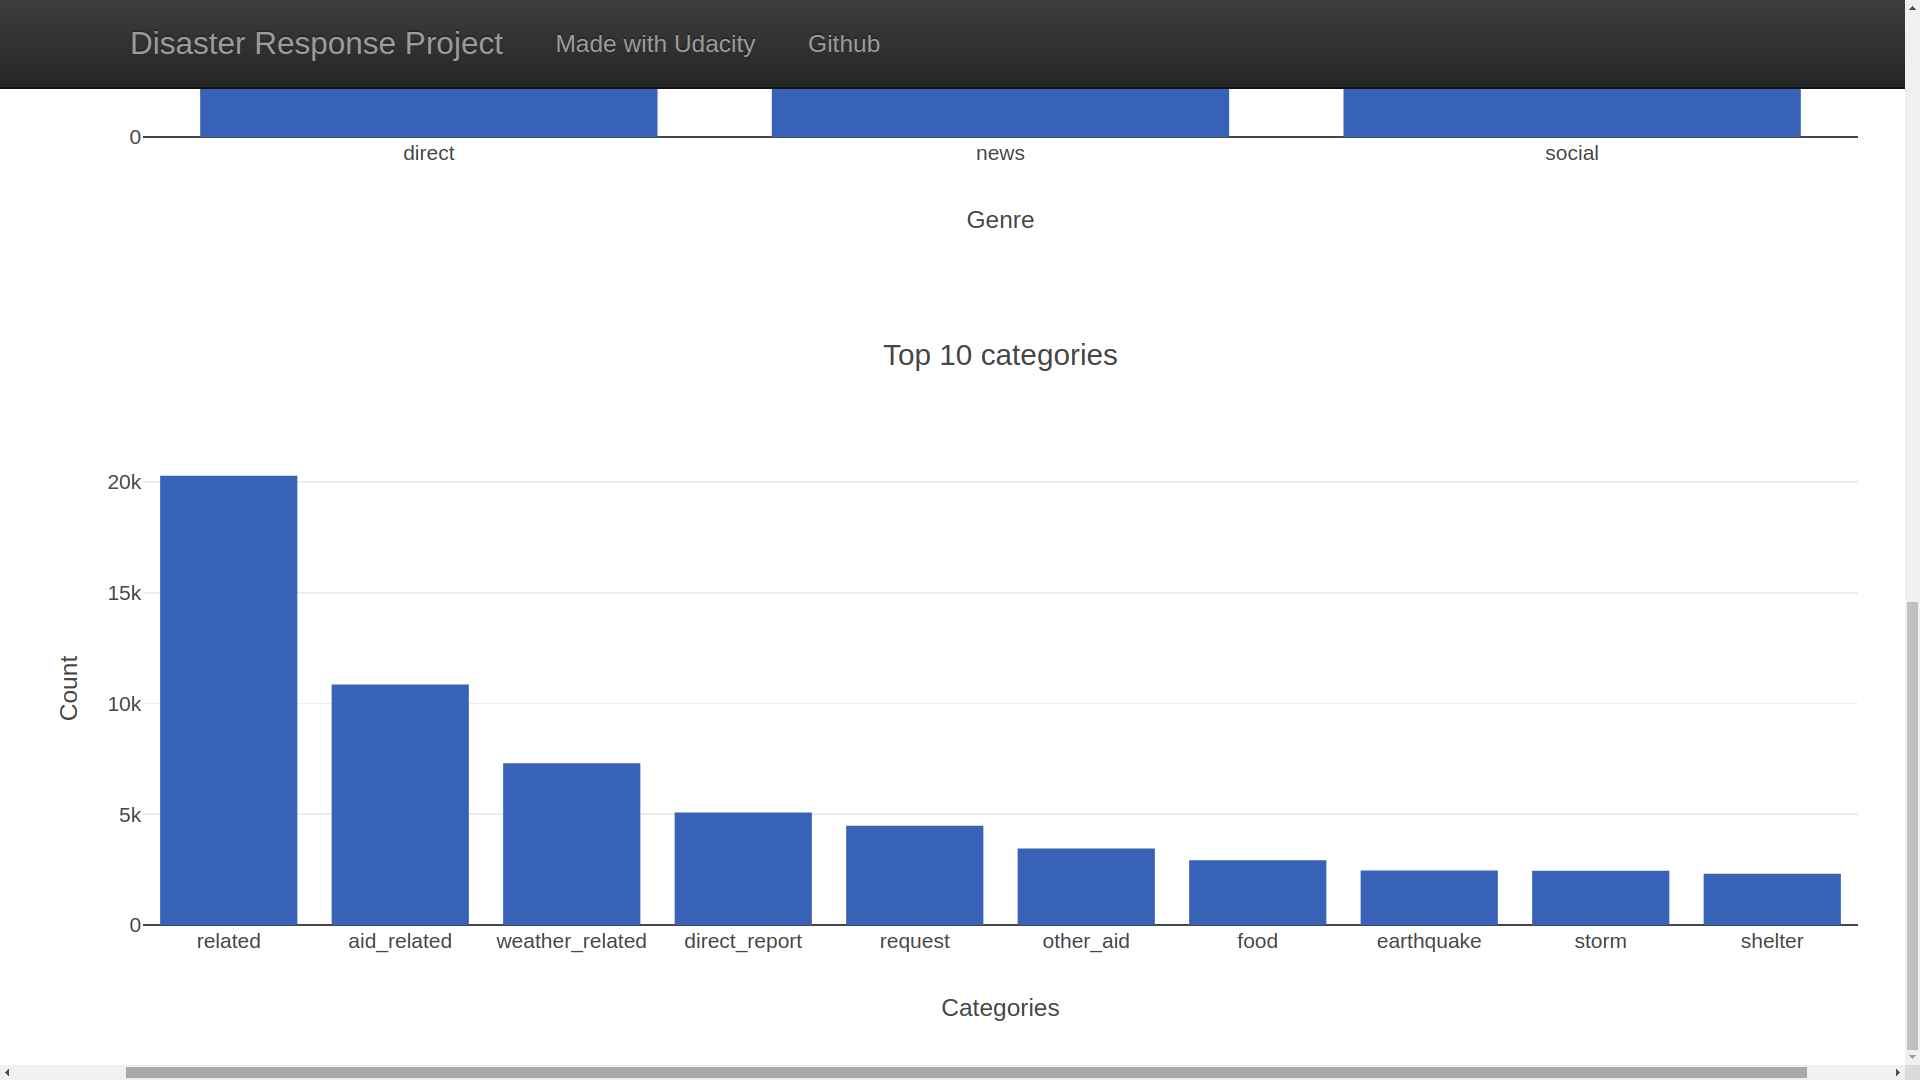 Disaster Response Project Made with Udacity Github
0
direct news social
Genre
Top 10 categories
20k
15k
10k
5k
0
Count
related aid_related weather_related direct_report request other_aid food earthquake storm shelter
Categories